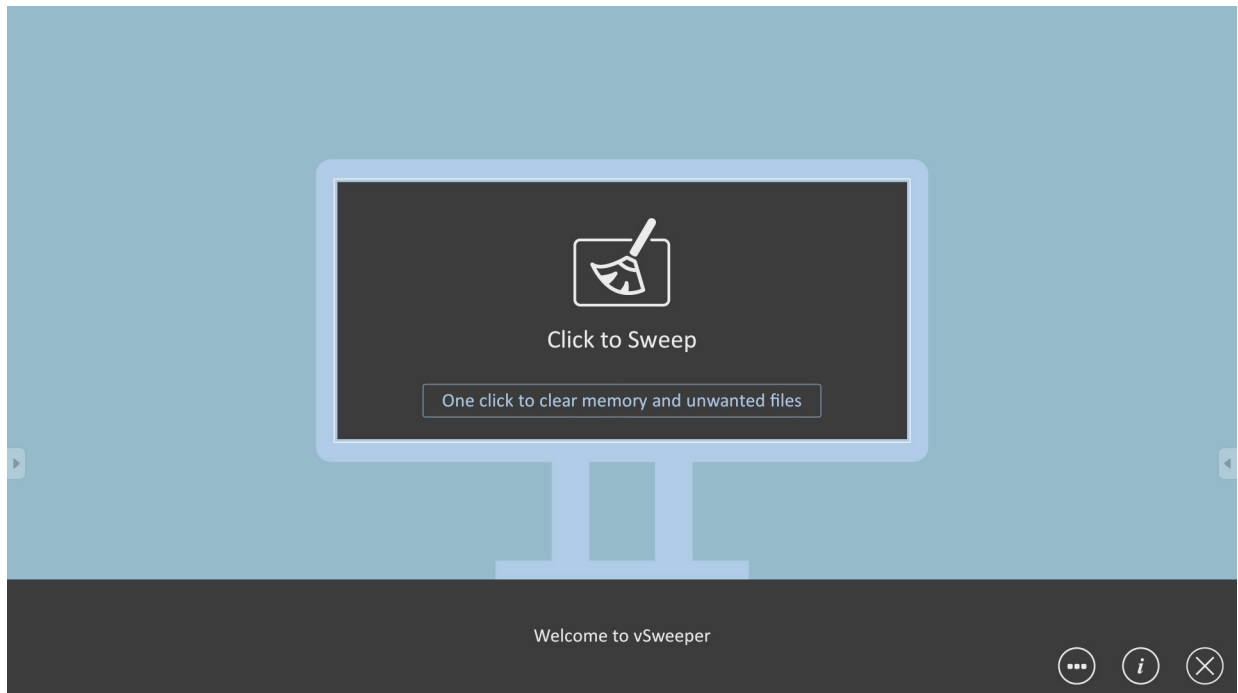 Click to Sweep
One click to clear memory and unwanted files
Welcome to vSweeper
i